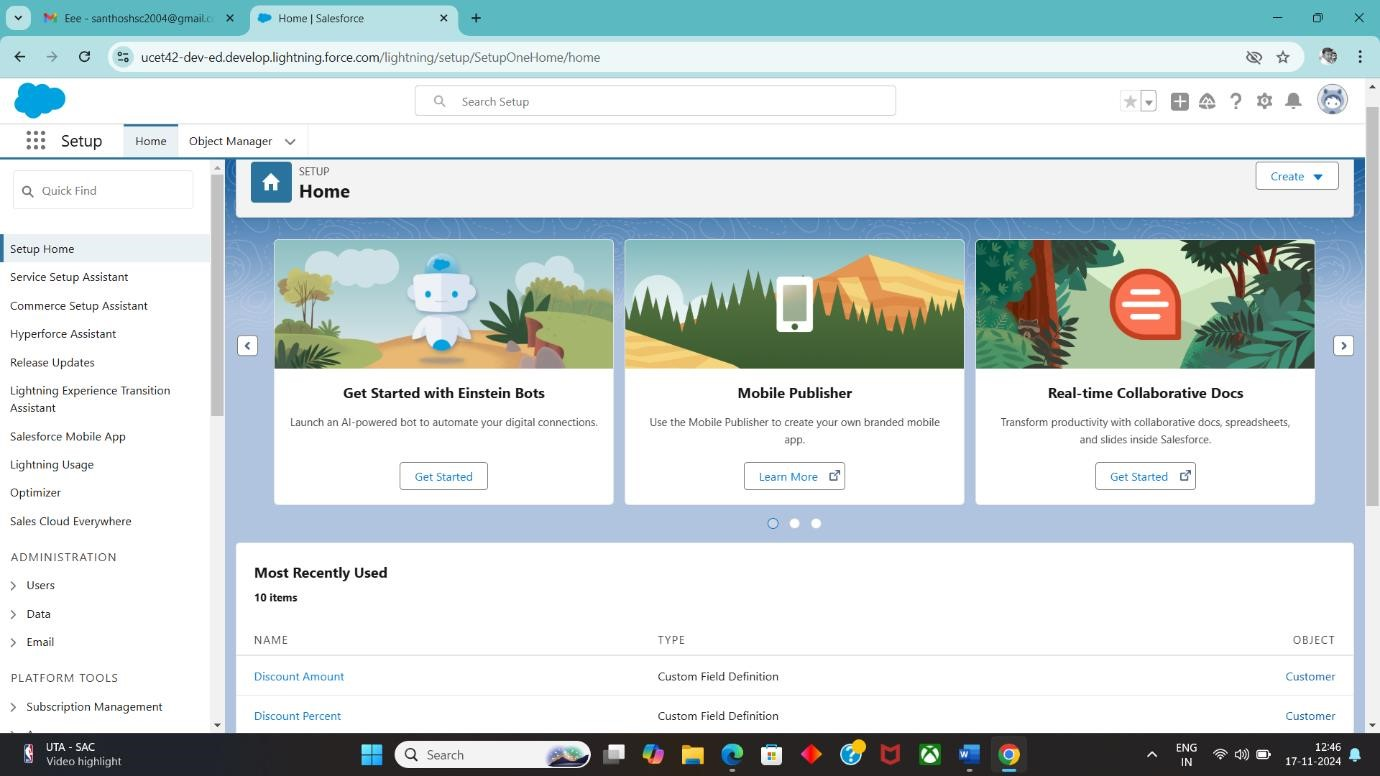 Eee - santhoshsc2004@gmail.c
Home | Salesforce
ucet42-dev-ed.develop.lightning.force.com/lightning/setup/SetupOneHome/home
Search Setup
Setup
Home
Object Manager
Quick Find
Setup Home
Service Setup Assistant
Commerce Setup Assistant
Hyperforce Assistant
Release Updates
Lightning Experience Transition
Assistant
Salesforce Mobile App
Lightning Usage
Optimizer
Sales Cloud Everywhere
ADMINISTRATION
Users
Data
Email
PLATFORM TOOLS
Subscription Management
SETUP
Home
Create
Get Started with Einstein Bots
Launch an AI-powered bot to automate your digital connections.
Get Started
Mobile Publisher
Use the Mobile Publisher to create your own branded mobile
app.
Learn More
Real-time Collaborative Docs
Transform productivity with collaborative docs, spreadsheets,
and slides inside Salesforce.
Get Started
Most Recently Used
10 items
NAME TYPE OBJECT
Discount Amount Custom Field Definition Customer
Discount Percent Custom Field Definition Customer
UTA - SAC
Video highlight
Search
ENG
IN
12:46
17-11-2024